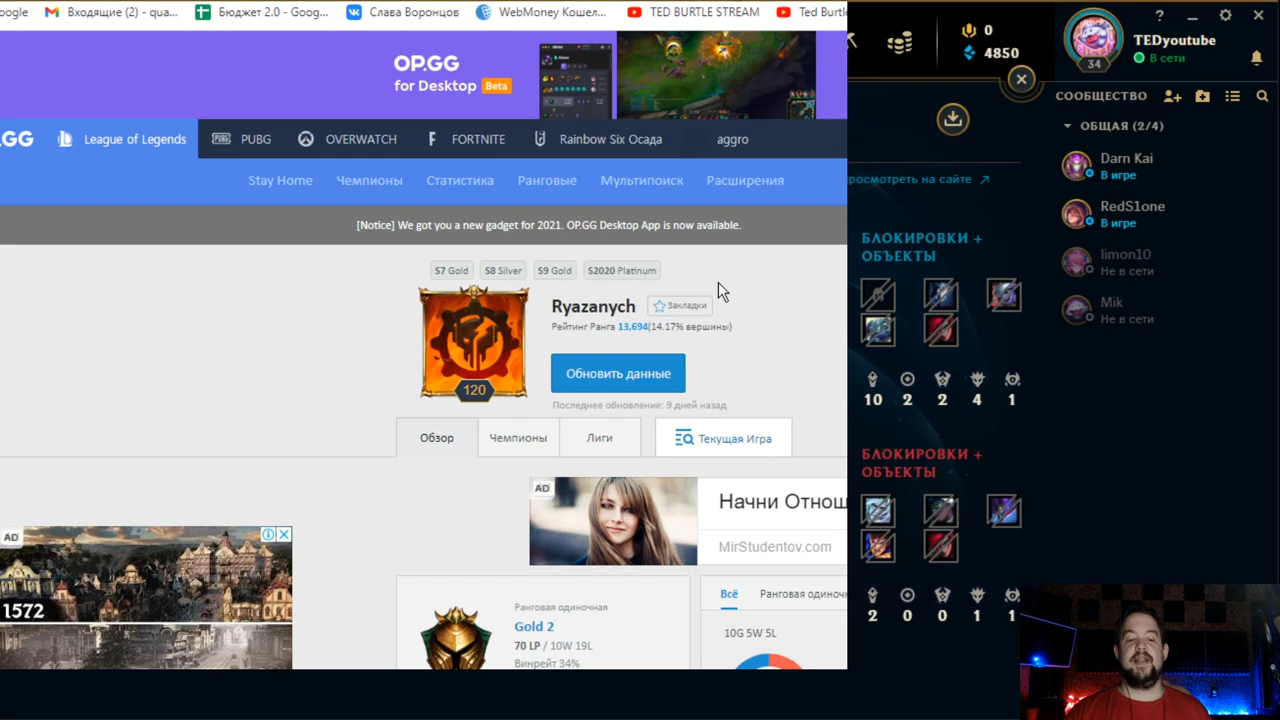 oogle
Входящие (2) - qua...
Бюджет 2.0 - Goog...
Слава Воронцов
WebMoney Кошел...
TED BURTLE STREAM
Ted Burtle
OP.GG
for Desktop Beta
.GG
League of Legends
PUBG
OVERWATCH
FORTNITE
Rainbow Six Осада
aggro
Stay Home
Чемпионы
Статистика
Ранговые
Мультипоиск
Расширения
[Notice] We got you a new gadget for 2021. OP.GG Desktop App is now available.
S7 Gold
S8 Silver
S9 Gold
S2020 Platinum
Ryazanych
Закладки
Рейтинг Ранга 13,694(14.17% вершины)
120
Обновить данные
Последнее обновление: 9 дней назад
Обзор
Чемпионы
Лиги
Текущая Игра
AD
Начни Отнош
MirStudentov.com
AD
1572
Ранговая одиночная
Gold 2
70 LP / 10W 19L
Винрейт 34%
Всё
Ранговая одиноч
10G 5W 5L
0
4850
?
TEDyoutube
В сети
34
СООБЩЕСТВО
ОБЩАЯ (2/4)
Darn Kai
В игре
RedS1one
В игре
limon10
Не в сети
Mik
Не в сети
росмотреть на сайте
БЛОКИРОВКИ +
ОБЪЕКТЫ
10 2 2 4 1
БЛОКИРОВКИ +
ОБЪЕКТЫ
2 0 0 1 1